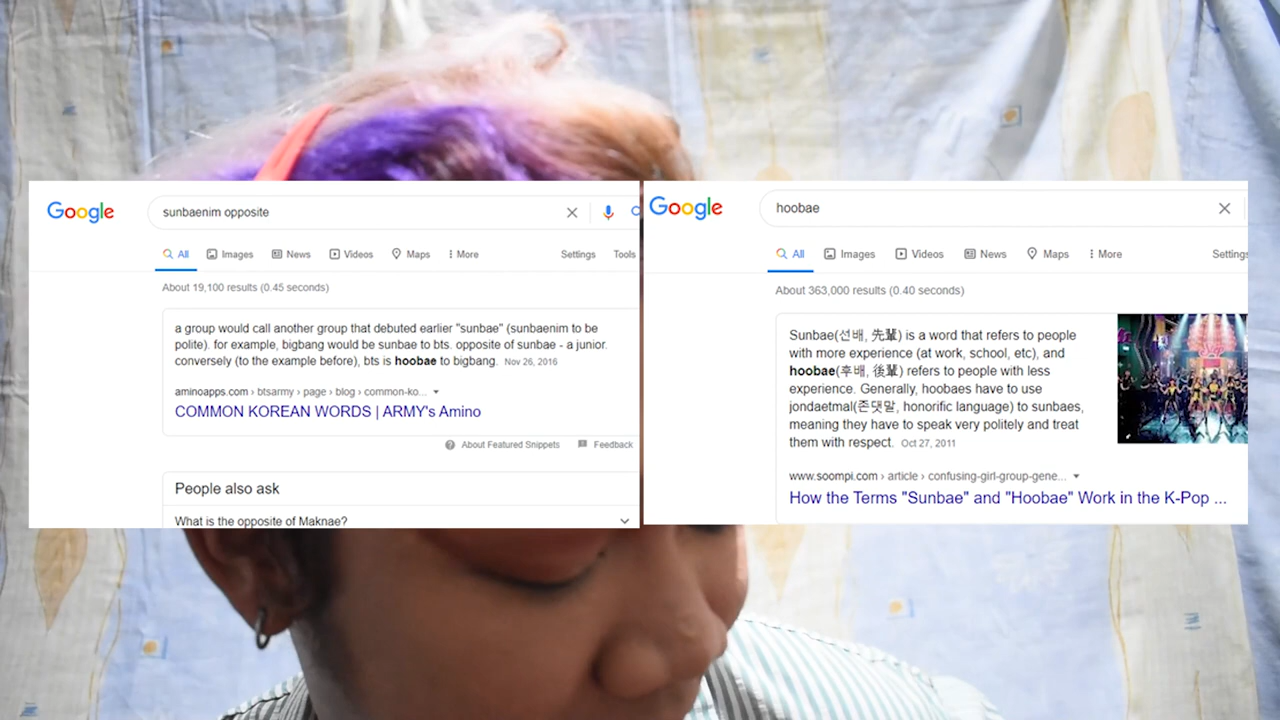 Google
sunbaenim opposite
All Images News Videos Maps More Settings Tools
About 19,100 results (0.45 seconds)
a group would call another group that debuted earlier "sunbae" (sunbaenim to be
polite). for example, bigbang would be sunbae to bts. opposite of sunbae - a junior.
conversely (to the example before), bts is hoobae to bigbang. Nov 26, 2016
aminoapps.com › btsarmy › page › blog › common-ko...
COMMON KOREAN WORDS | ARMY's Amino
About Featured Snippets Feedback
People also ask
What is the opposite of Maknae?
Google
hoobae
All Images Videos News Maps More Settings
About 363,000 results (0.40 seconds)
Sunbae(선배, 先輩) is a word that refers to people
with more experience (at work, school, etc), and
hoobae(후배, 後輩) refers to people with less
experience. Generally, hoobaes have to use
jondaetmal(존댓말, honorific language) to sunbaes,
meaning they have to speak very politely and treat
them with respect. Oct 27, 2011
www.soompi.com › article › confusing-girl-group-gene...
How the Terms "Sunbae" and "Hoobae" Work in the K-Pop ...